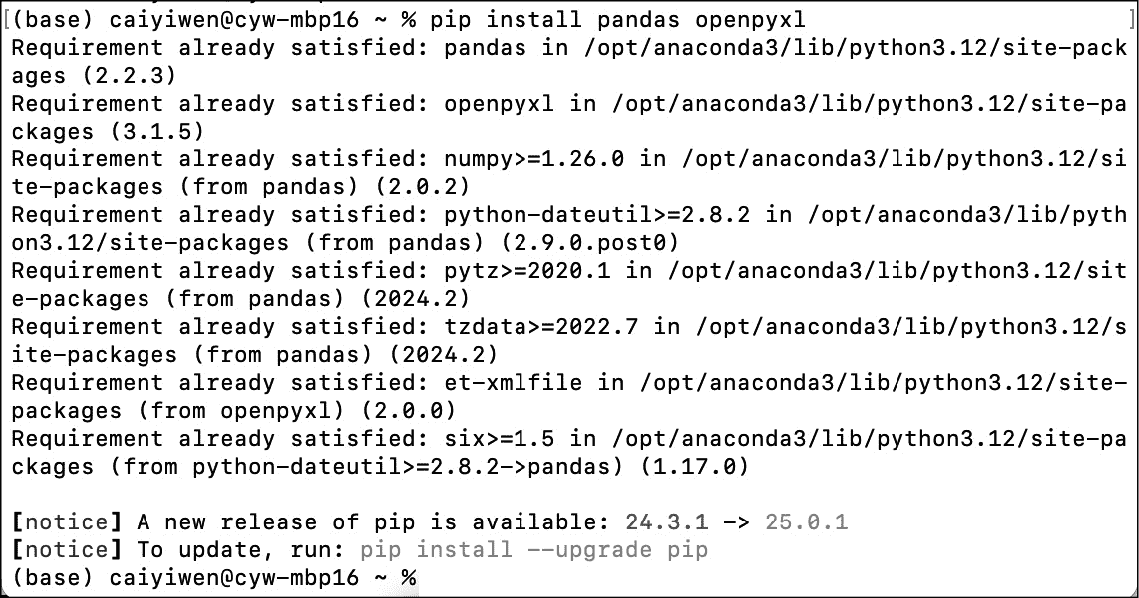 [(base) caiyiwen@cyw-mbp16 ~ % pip install pandas openpyxl ]
Requirement already satisfied: pandas in /opt/anaconda3/lib/python3.12/site-pack
ages (2.2.3)
Requirement already satisfied: openpyxl in /opt/anaconda3/lib/python3.12/site-pa
ckages (3.1.5)
Requirement already satisfied: numpy>=1.26.0 in /opt/anaconda3/lib/python3.12/si
te-packages (from pandas) (2.0.2)
Requirement already satisfied: python-dateutil>=2.8.2 in /opt/anaconda3/lib/pyth
on3.12/site-packages (from pandas) (2.9.0.post0)
Requirement already satisfied: pytz>=2020.1 in /opt/anaconda3/lib/python3.12/sit
e-packages (from pandas) (2024.2)
Requirement already satisfied: tzdata>=2022.7 in /opt/anaconda3/lib/python3.12/s
ite-packages (from pandas) (2024.2)
Requirement already satisfied: et-xmlfile in /opt/anaconda3/lib/python3.12/site-
packages (from openpyxl) (2.0.0)
Requirement already satisfied: six>=1.5 in /opt/anaconda3/lib/python3.12/site-pa
ckages (from python-dateutil>=2.8.2->pandas) (1.17.0)
[notice] A new release of pip is available: 24.3.1 -> 25.0.1
[notice] To update, run: pip install --upgrade pip
(base) caiyiwen@cyw-mbp16 ~ %